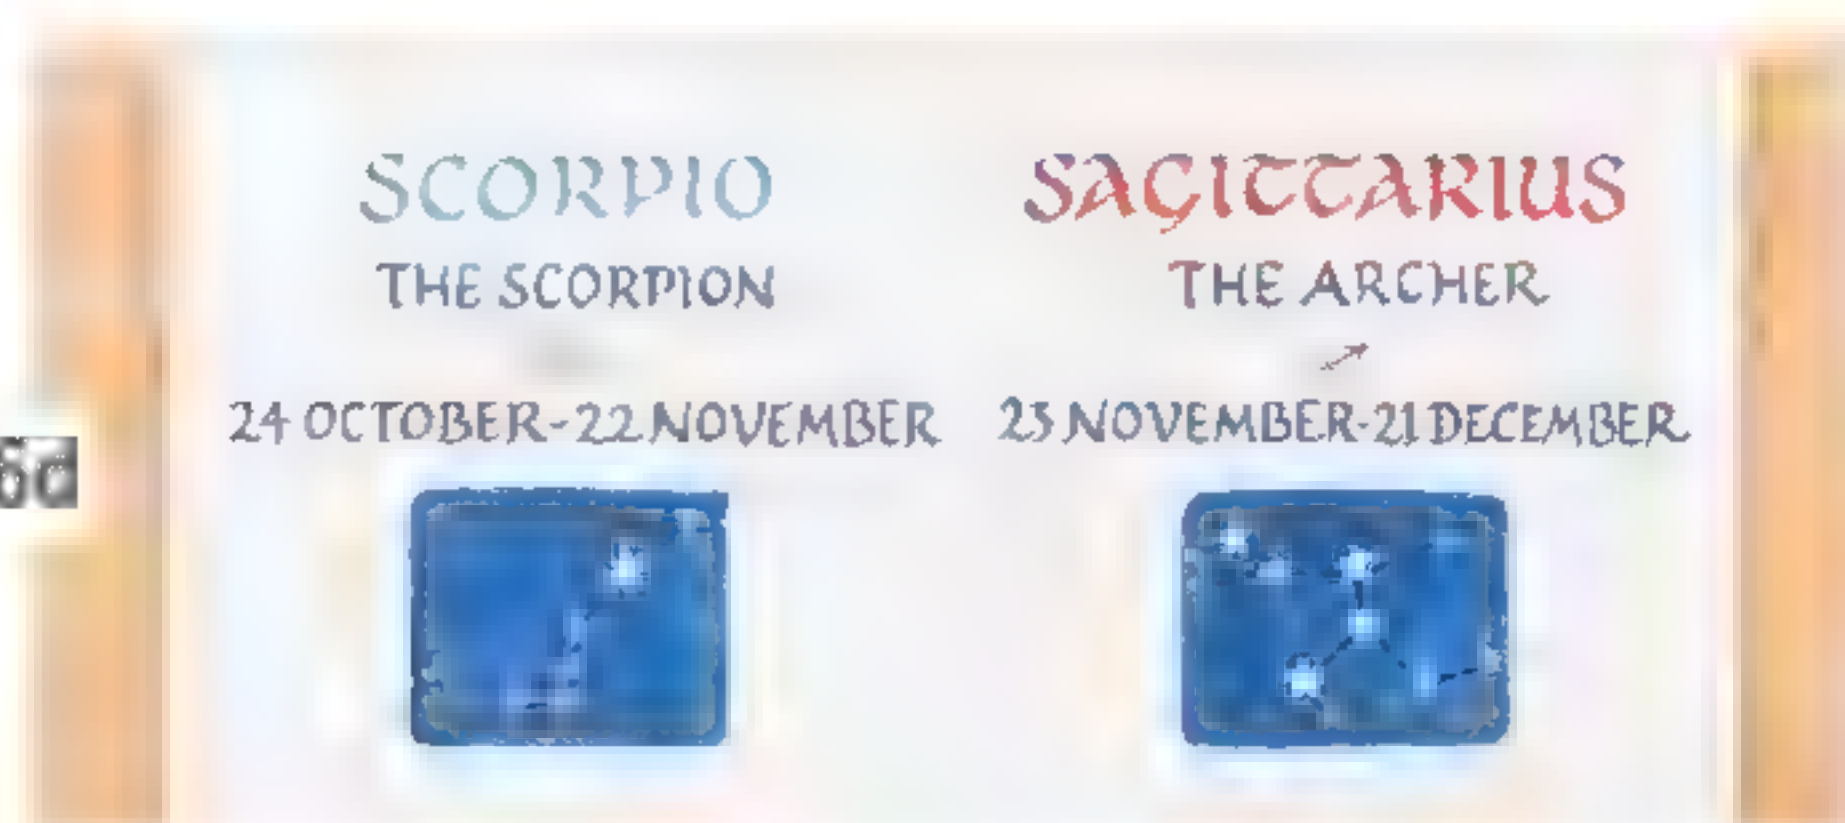 SCORPIO
THE SCORPION
24 OCTOBER-22 NOVEMBER
SAGITTARIUS
THE ARCHER
23 NOVEMBER-21 DECEMBER